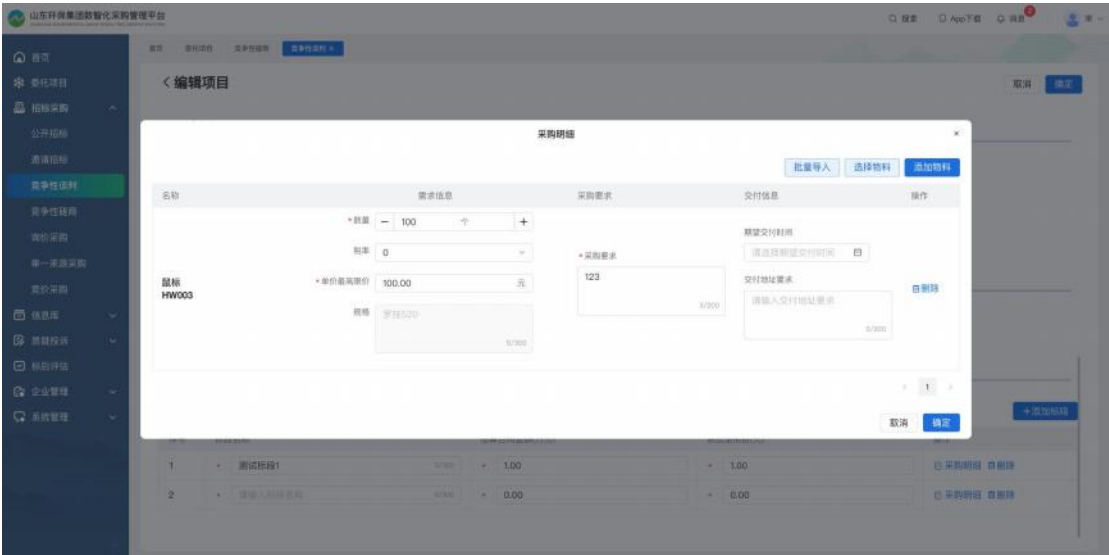 山东环保集团数智化采购管理平台
搜索 App下载 消息
首页
委托项目
招标采购
公开招标
邀请招标
竞争性谈判
竞争性磋商
询价采购
单一来源采购
竞价采购
信息库
质疑投诉
标后评估
企业管理
系统管理
首页 委托项目 竞争性磋商 竞争性谈判 ×
编辑项目
取消 确定
采购明细
批量导入 选择物料 添加物料
名称 需求信息 采购要求 交付信息 操作
*数量 − 100 个 +
税率 0
*单价最高限价 100.00 元
规格
鼠标
HW003
*采购要求
123
3/200
期望交付时间
请选择期望交付时间
交付地址要求
请输入交付地址要求
0/200
删除
1
取消 确定
+添加标段
1 * 测试标段1 * 1.00 * 1.00 采购明细 删除
2 * 请输入标段名称 * 0.00 * 0.00 采购明细 删除